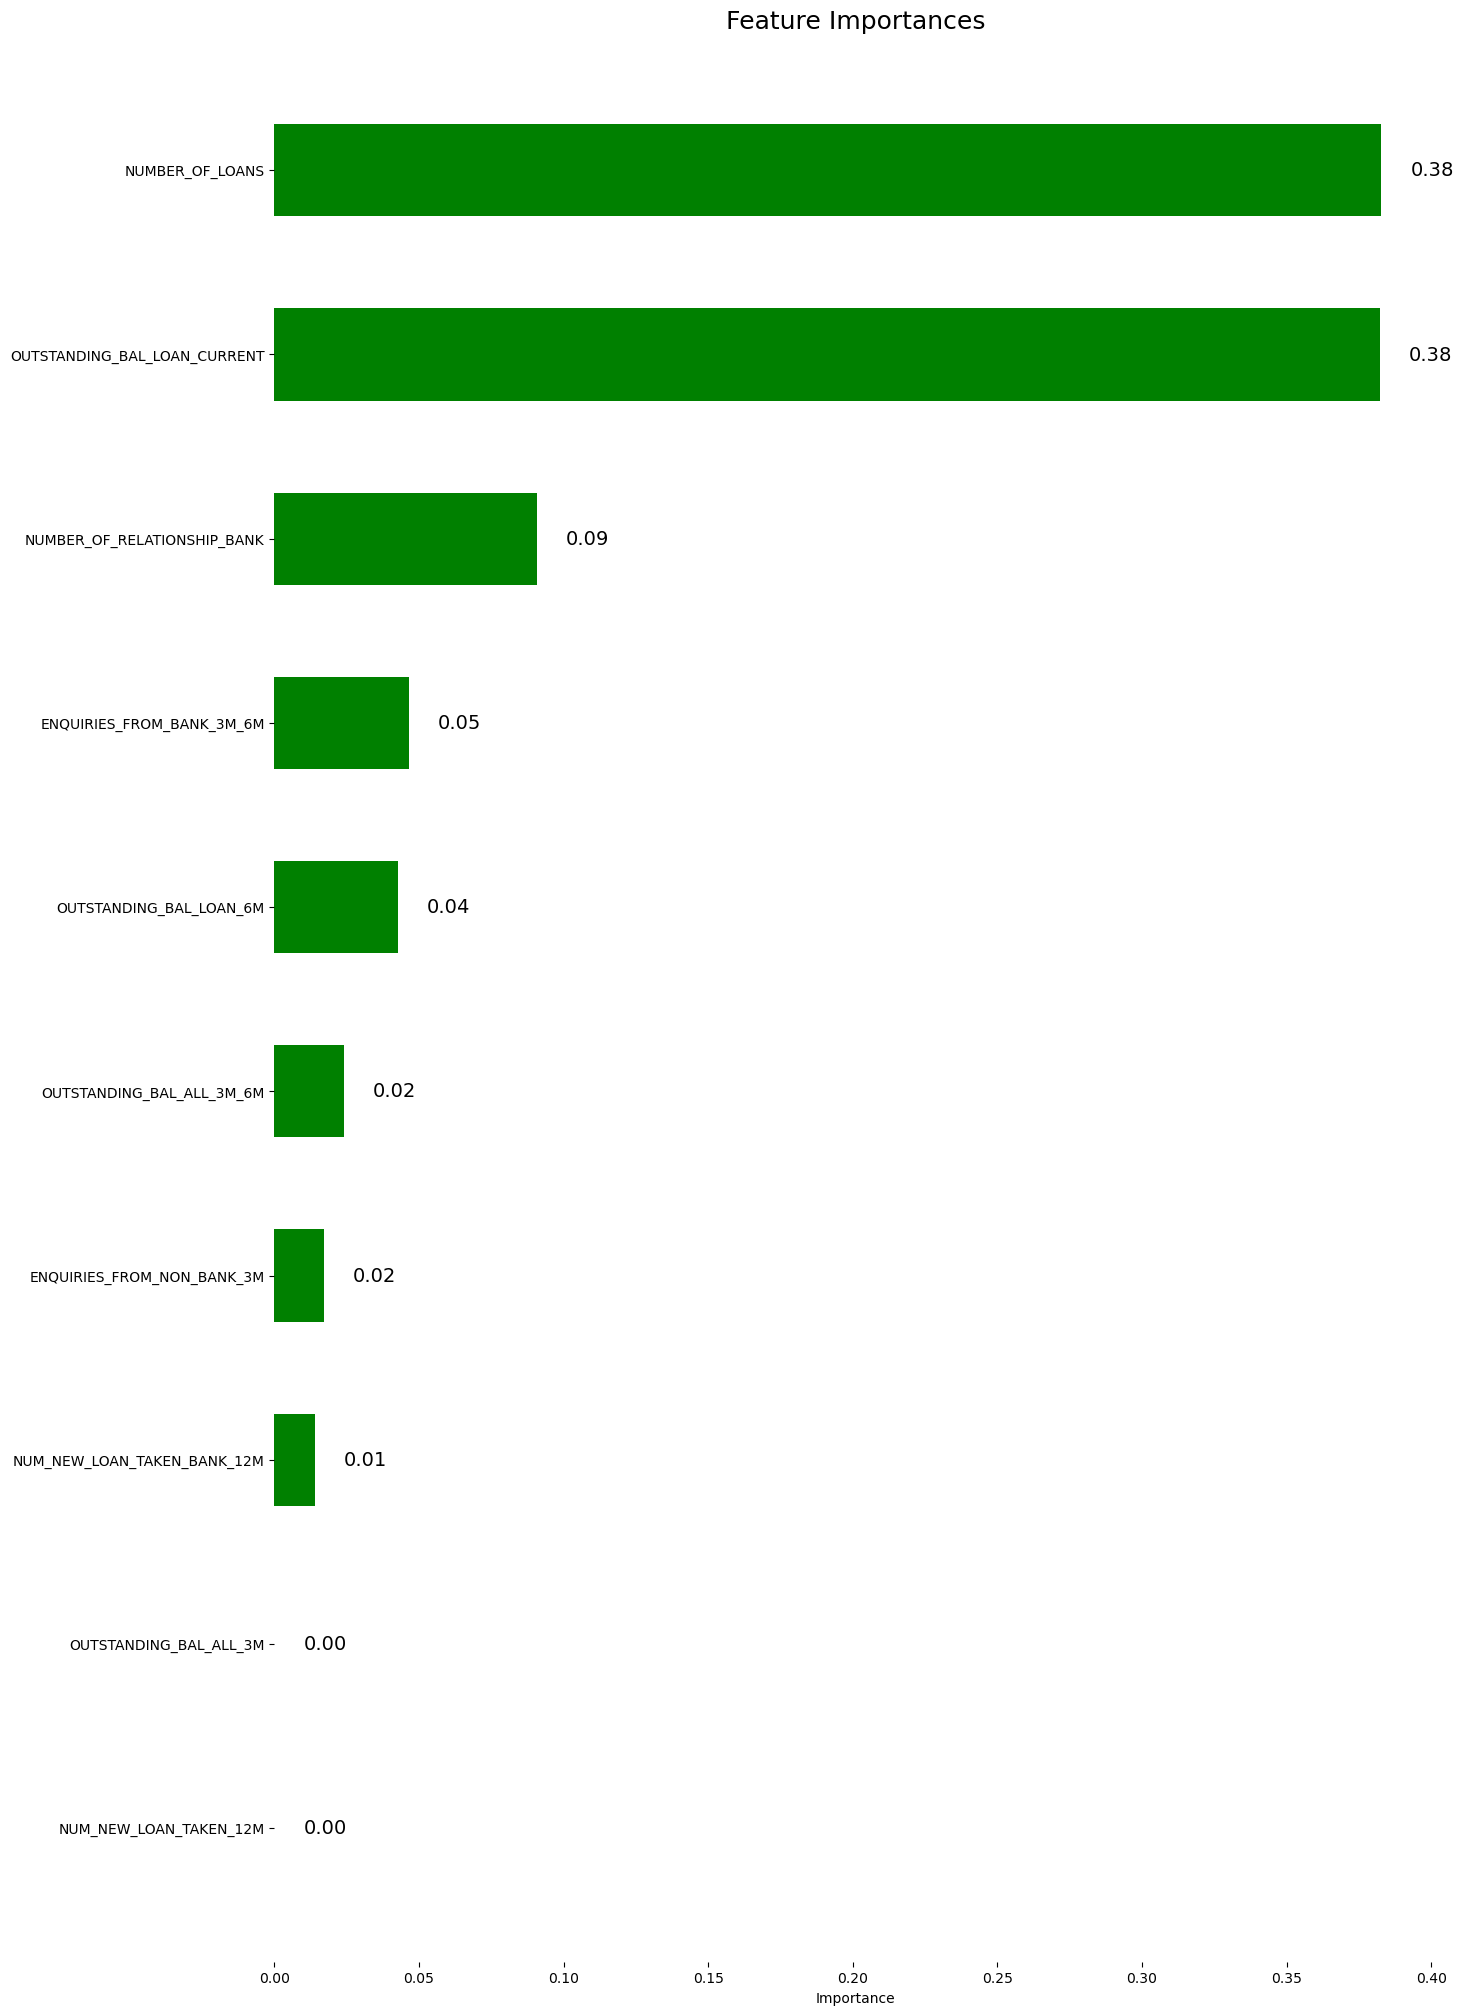 Feature Importances
NUMBER_OF_LOANS
0.38
OUTSTANDING_BAL_LOAN_CURRENT
0.38
NUMBER_OF_RELATIONSHIP_BANK
0.09
ENQUIRIES_FROM_BANK_3M_6M
0.05
OUTSTANDING_BAL_LOAN_6M
0.04
OUTSTANDING_BAL_ALL_3M_6M
0.02
ENQUIRIES_FROM_NON_BANK_3M
0.02
NUM_NEW_LOAN_TAKEN_BANK_12M
0.01
OUTSTANDING_BAL_ALL_3M
0.00
NUM_NEW_LOAN_TAKEN_12M
0.00
0.00 0.05 0.10 0.15 0.20 0.25 0.30 0.35 0.40
Importance